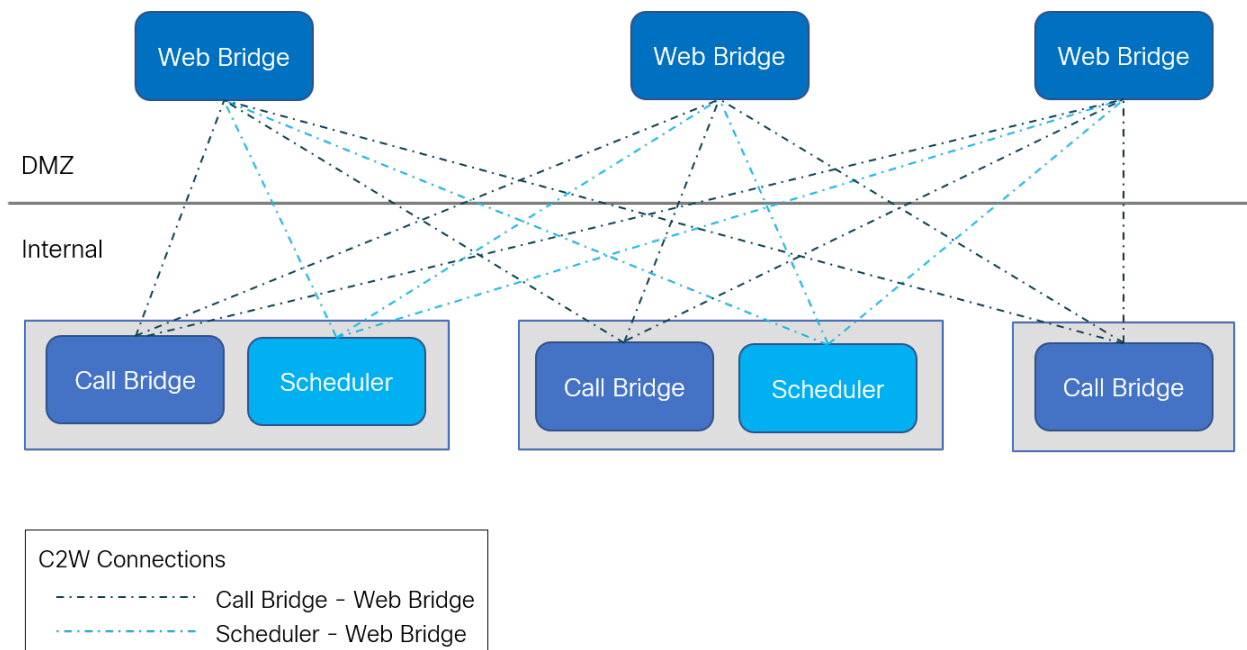 Web Bridge
Web Bridge
Web Bridge
DMZ
Internal
Call Bridge
Scheduler
Call Bridge
Scheduler
Call Bridge
C2W Connections
Call Bridge - Web Bridge
Scheduler - Web Bridge